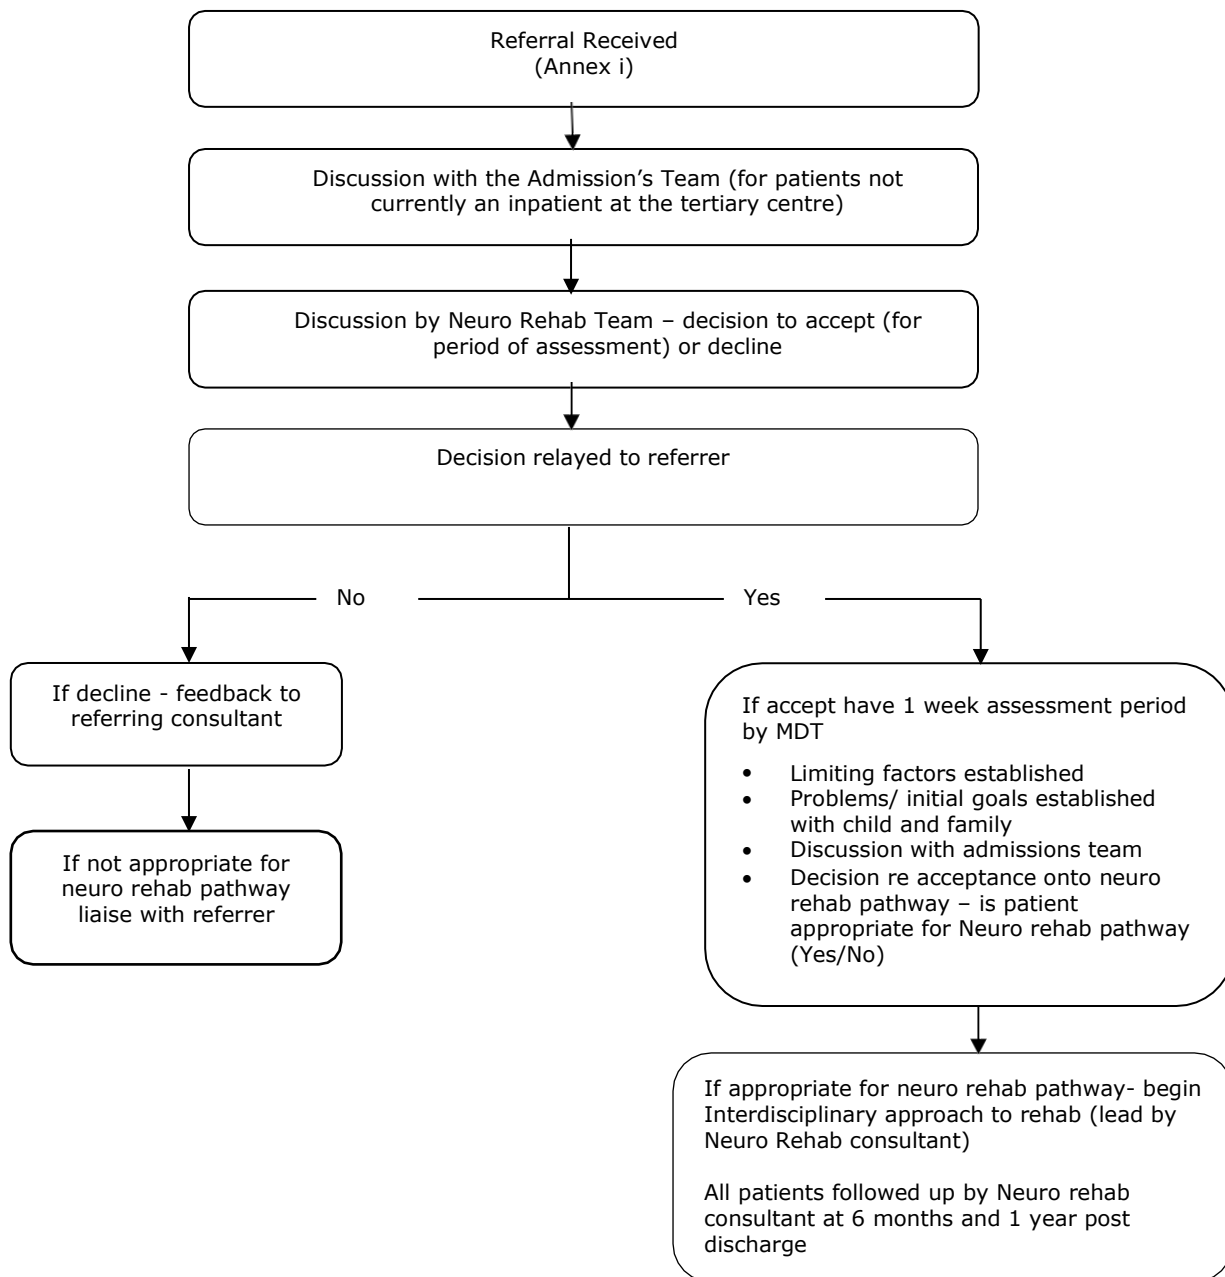 Referral Received
(Annex i)
Discussion with the Admission’s Team (for patients not
currently an inpatient at the tertiary centre)
Discussion by Neuro Rehab Team – decision to accept (for
period of assessment) or decline
Decision relayed to referrer
No
Yes
If decline - feedback to
referring consultant
If not appropriate for
neuro rehab pathway
liaise with referrer
If accept have 1 week assessment period
by MDT
• Limiting factors established
• Problems/ initial goals established
with child and family
• Discussion with admissions team
• Decision re acceptance onto neuro
rehab pathway – is patient
appropriate for Neuro rehab pathway
(Yes/No)
If appropriate for neuro rehab pathway- begin
Interdisciplinary approach to rehab (lead by
Neuro Rehab consultant)
All patients followed up by Neuro rehab
consultant at 6 months and 1 year post
discharge